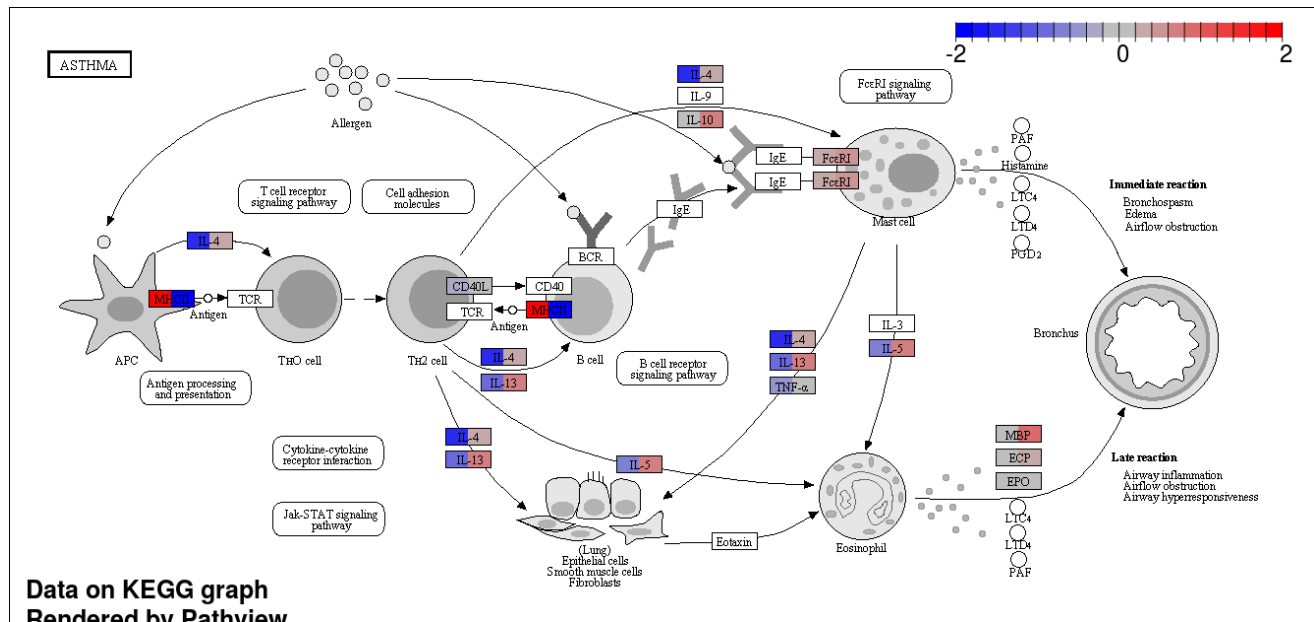 -2
0
2
ASTHMA
Allergen
IL-4
IL-9
IL-10
FcεRI signaling
pathway
IgE
FcεRI
IgE
FcεRI
Mast cell
PAF
Histamine
LTC4
LTD4
PGD2
Immediate reaction
Bronchospasm
Edema
Airflow obstruction
T cell receptor
signaling pathway
Cell adhesion
molecules
IgE
IL-4
BCR
MHCII
Antigen
TCR
CD40L
CD40
TCR
Antigen
MHCII
APC
TH0 cell
TH2 cell
B cell
IL-4
IL-13
B cell receptor
signaling pathway
Antigen processing
and presentation
IL-4
IL-13
TNF-α
IL-3
IL-5
Bronchus
Cytokine-cytokine
receptor interaction
IL-4
IL-13
IL-5
Jak-STAT signaling
pathway
MBP
ECP
EPO
LTC4
LTD4
PAF
Late reaction
Airway inflammation
Airflow obstruction
Airway hyperresponsiveness
Eotaxin
Eosinophil
(Lung)
Epithelial cells
Smooth muscle cells
Fibroblasts
Data on KEGG graph
Rendered by Pathview